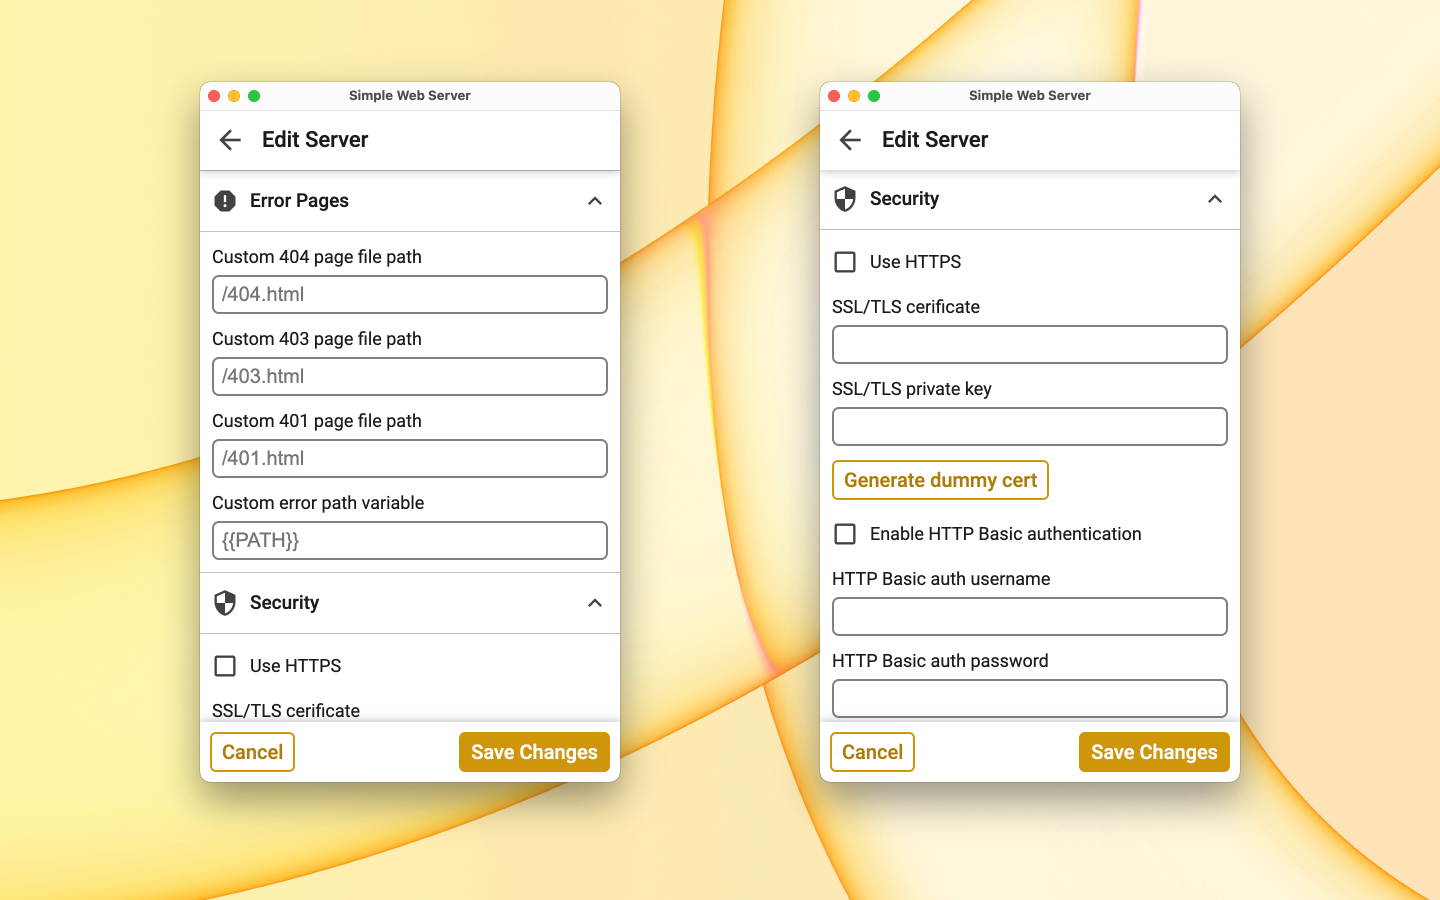 Simple Web Server
Edit Server
Error Pages
Custom 404 page file path
/404.html
Custom 403 page file path
/403.html
Custom 401 page file path
/401.html
Custom error path variable
{{PATH}}
Security
Use HTTPS
SSL/TLS cerificate
Cancel
Save Changes
Simple Web Server
Edit Server
Security
Use HTTPS
SSL/TLS cerificate
SSL/TLS private key
Generate dummy cert
Enable HTTP Basic authentication
HTTP Basic auth username
HTTP Basic auth password
Cancel
Save Changes